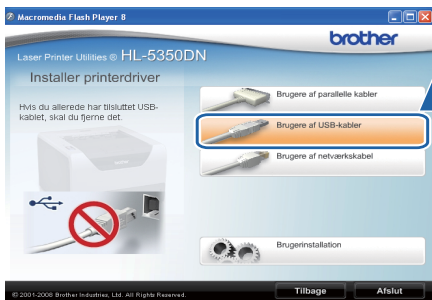 Macromedia Flash Player 8
brother
Laser Printer Utilities ® HL-5350DN
Installer printerdriver
Hvis du allerede har tilsluttet USB-
kablet, skal du fjerne det.
Brugere af parallelle kabler
Brugere af USB-kabler
Brugere af netværkskabel
Brugerinstallation
© 2001-2008 Brother Industries, Ltd. All Rights Reserved.
Tilbage
Afslut